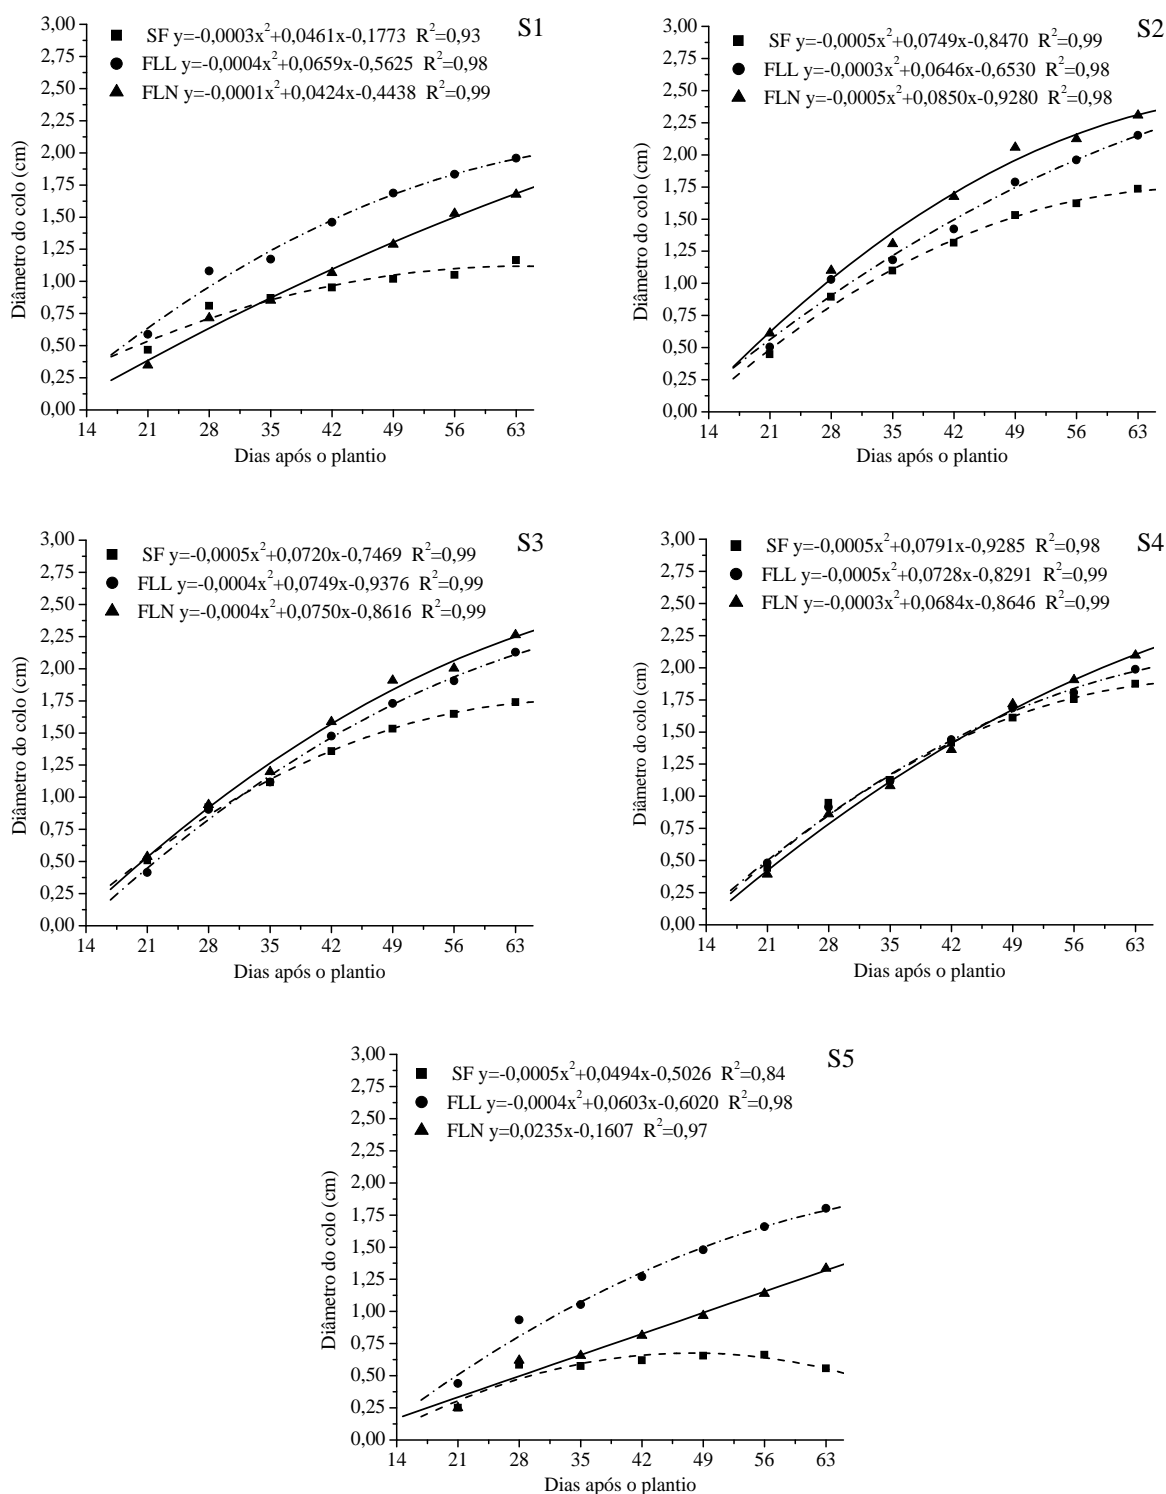 S1
SF y=-0,0003x²+0,0461x-0,1773 R²=0,93
FLL y=-0,0004x²+0,0659x-0,5625 R²=0,98
FLN y=-0,0001x²+0,0424x-0,4438 R²=0,99
3,00
2,75
2,50
2,25
2,00
1,75
1,50
1,25
1,00
0,75
0,50
0,25
0,00
Diâmetro do colo (cm)
14 21 28 35 42 49 56 63
Dias após o plantio
S2
SF y=-0,0005x²+0,0749x-0,8470 R²=0,99
FLL y=-0,0003x²+0,0646x-0,6530 R²=0,98
FLN y=-0,0005x²+0,0850x-0,9280 R²=0,98
3,00
2,75
2,50
2,25
2,00
1,75
1,50
1,25
1,00
0,75
0,50
0,25
0,00
Diâmetro do colo (cm)
14 21 28 35 42 49 56 63
Dias após o plantio
S3
SF y=-0,0005x²+0,0720x-0,7469 R²=0,99
FLL y=-0,0004x²+0,0749x-0,9376 R²=0,99
FLN y=-0,0004x²+0,0750x-0,8616 R²=0,99
3,00
2,75
2,50
2,25
2,00
1,75
1,50
1,25
1,00
0,75
0,50
0,25
0,00
Diâmetro do colo (cm)
14 21 28 35 42 49 56 63
Dias após o plantio
S4
SF y=-0,0005x²+0,0791x-0,9285 R²=0,98
FLL y=-0,0005x²+0,0728x-0,8291 R²=0,99
FLN y=-0,0003x²+0,0684x-0,8646 R²=0,99
3,00
2,75
2,50
2,25
2,00
1,75
1,50
1,25
1,00
0,75
0,50
0,25
0,00
Diâmetro do colo (cm)
14 21 28 35 42 49 56 63
Dias após o plantio
S5
SF y=-0,0005x²+0,0494x-0,5026 R²=0,84
FLL y=-0,0004x²+0,0603x-0,6020 R²=0,98
FLN y=0,0235x-0,1607 R²=0,97
3,00
2,75
2,50
2,25
2,00
1,75
1,50
1,25
1,00
0,75
0,50
0,25
0,00
Diâmetro do colo (cm)
14 21 28 35 42 49 56 63
Dias após o plantio